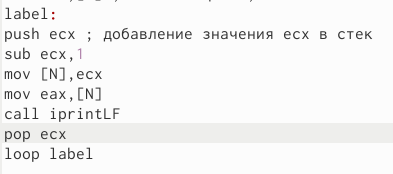 label:
push ecx ; добавление значения ecx в стек
sub ecx,1
mov [N],ecx
mov eax,[N]
call iprintLF
pop ecx
loop label